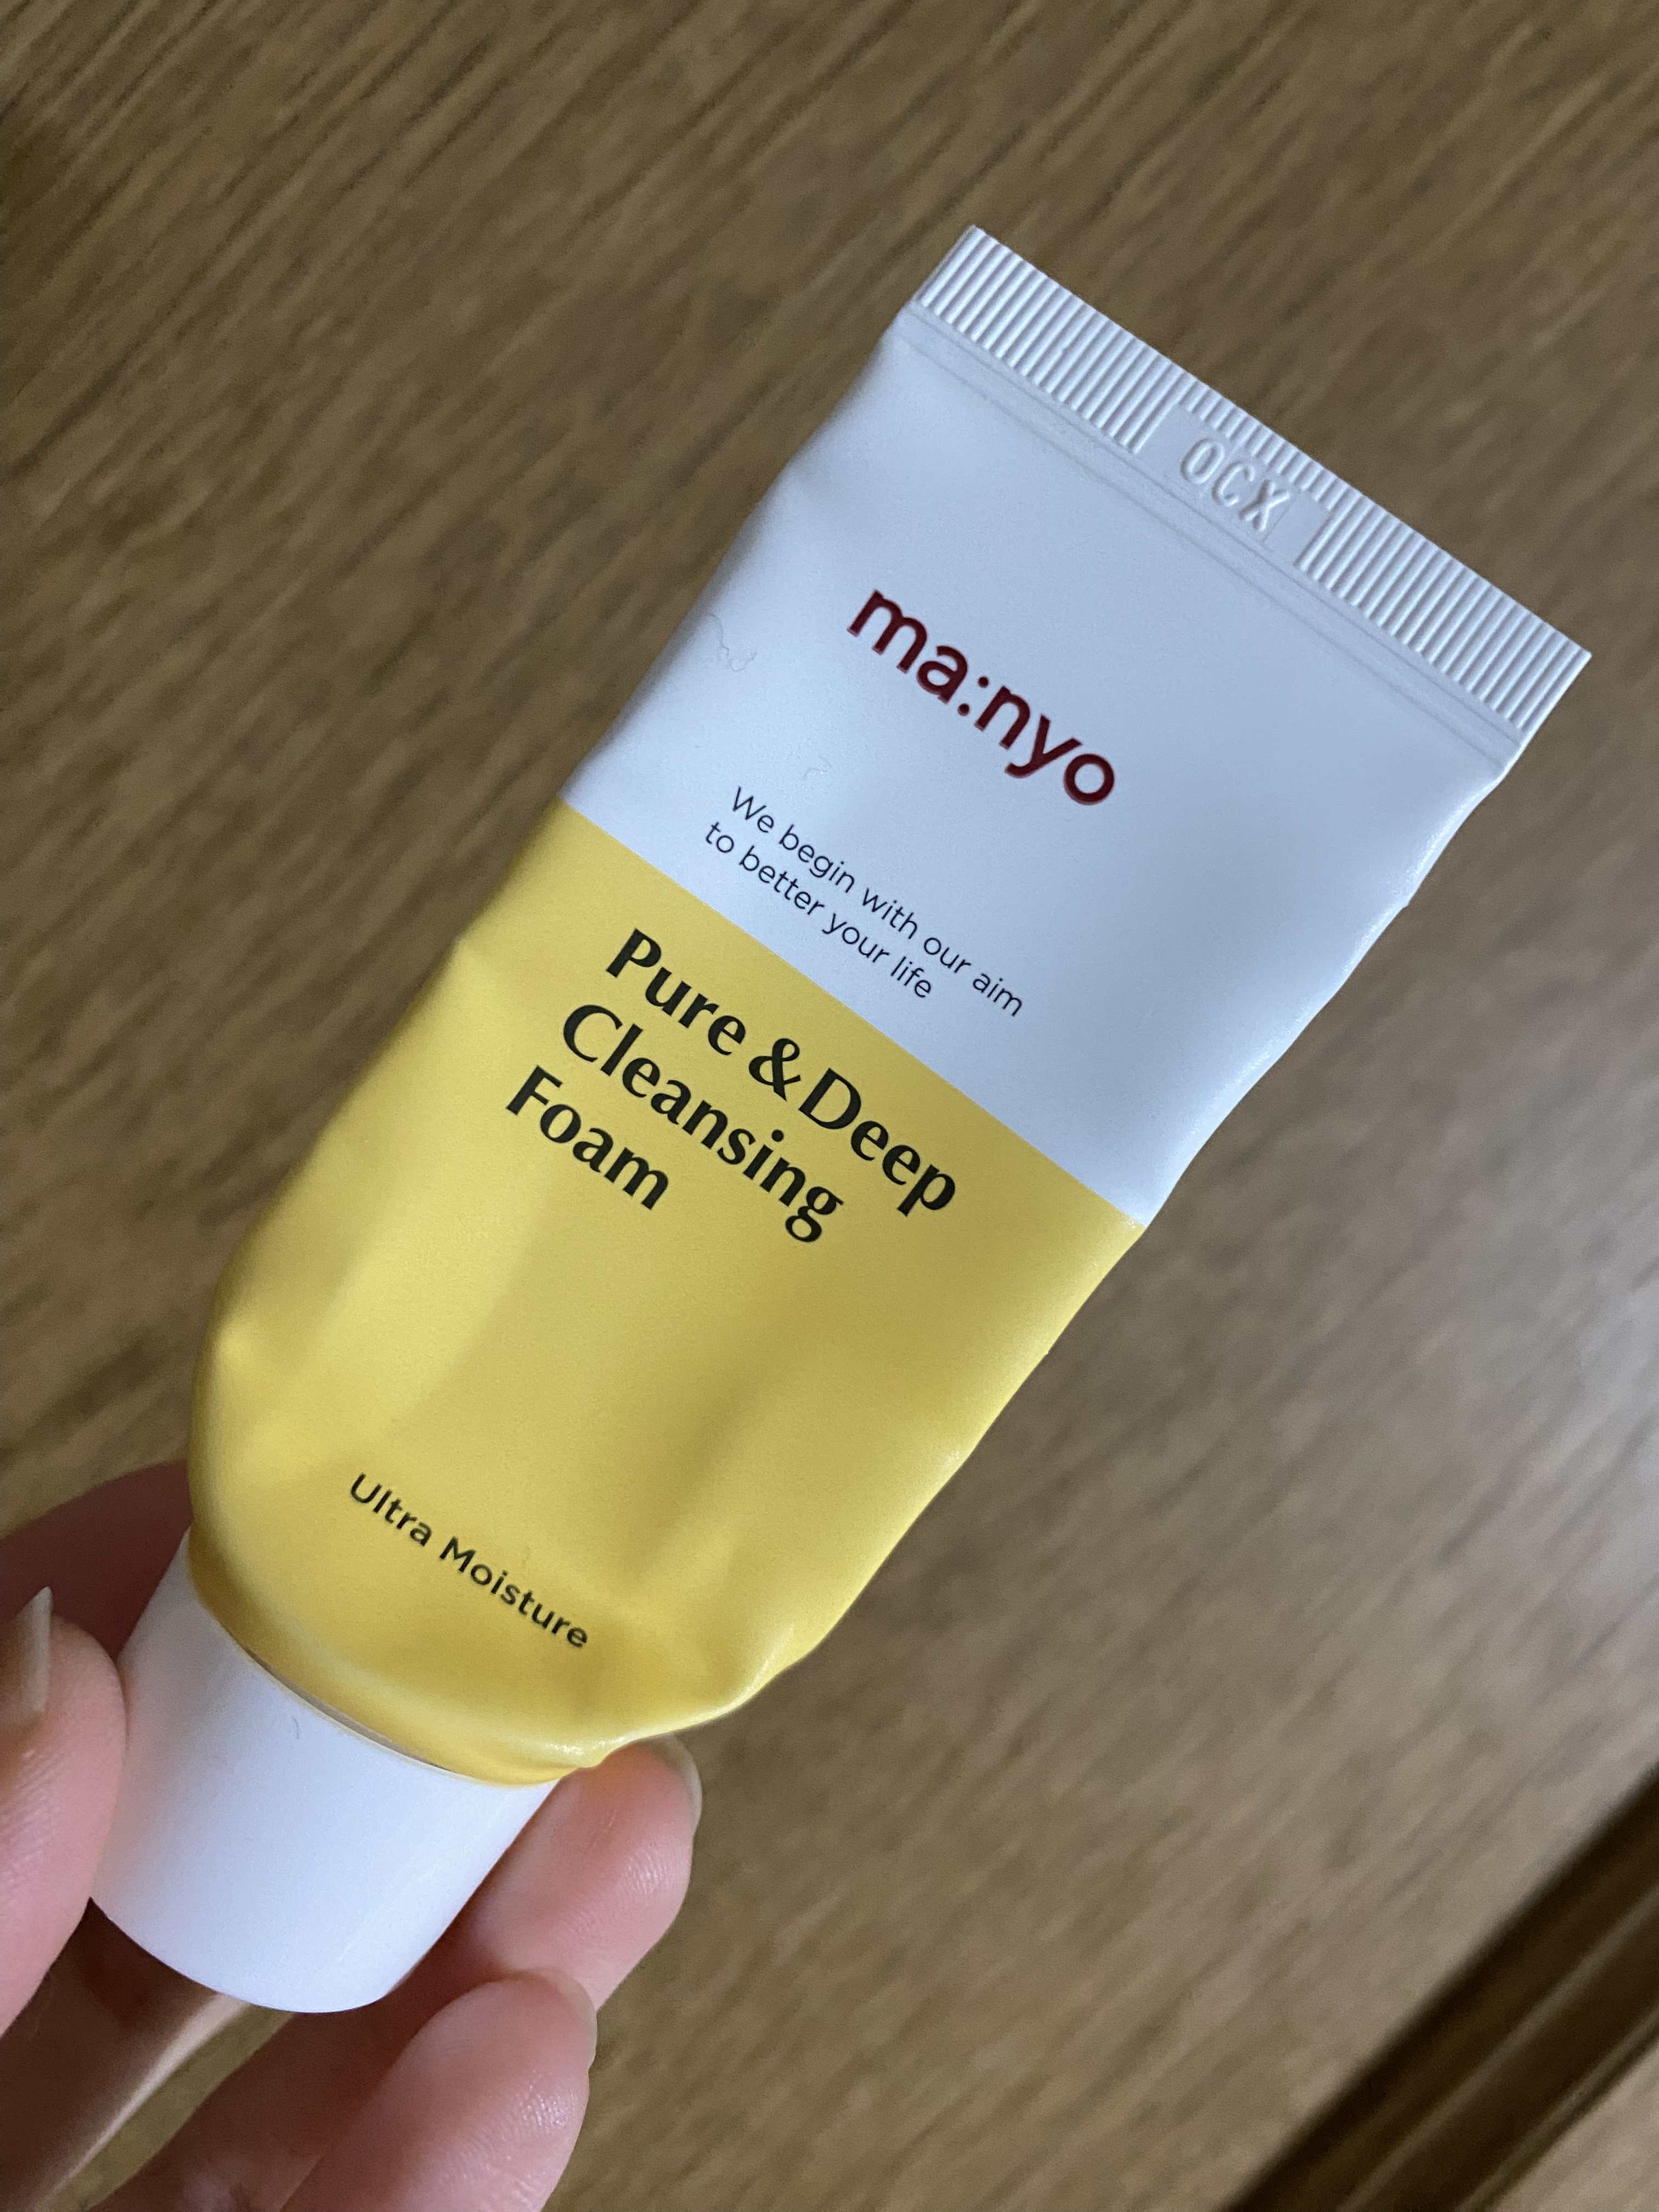 OCX
ma:nyo
We begin with our aim
to better your life
Pure & Deep
Cleansing
Foam
Ultra Moisture